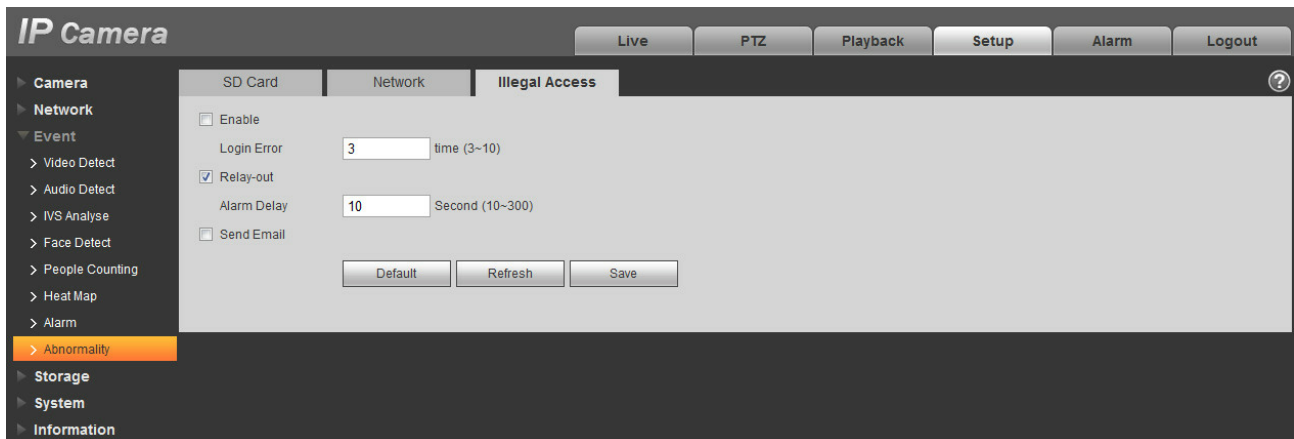 IP Camera
Live PTZ Playback Setup Alarm Logout
Camera
Network
Event
Video Detect
Audio Detect
IVS Analyse
Face Detect
People Counting
Heat Map
Alarm
Abnormality
Storage
System
Information
SD Card Network Illegal Access ?
Enable
Login Error 3 time (3~10)
Relay-out
Alarm Delay 10 Second (10~300)
Send Email
Default Refresh Save